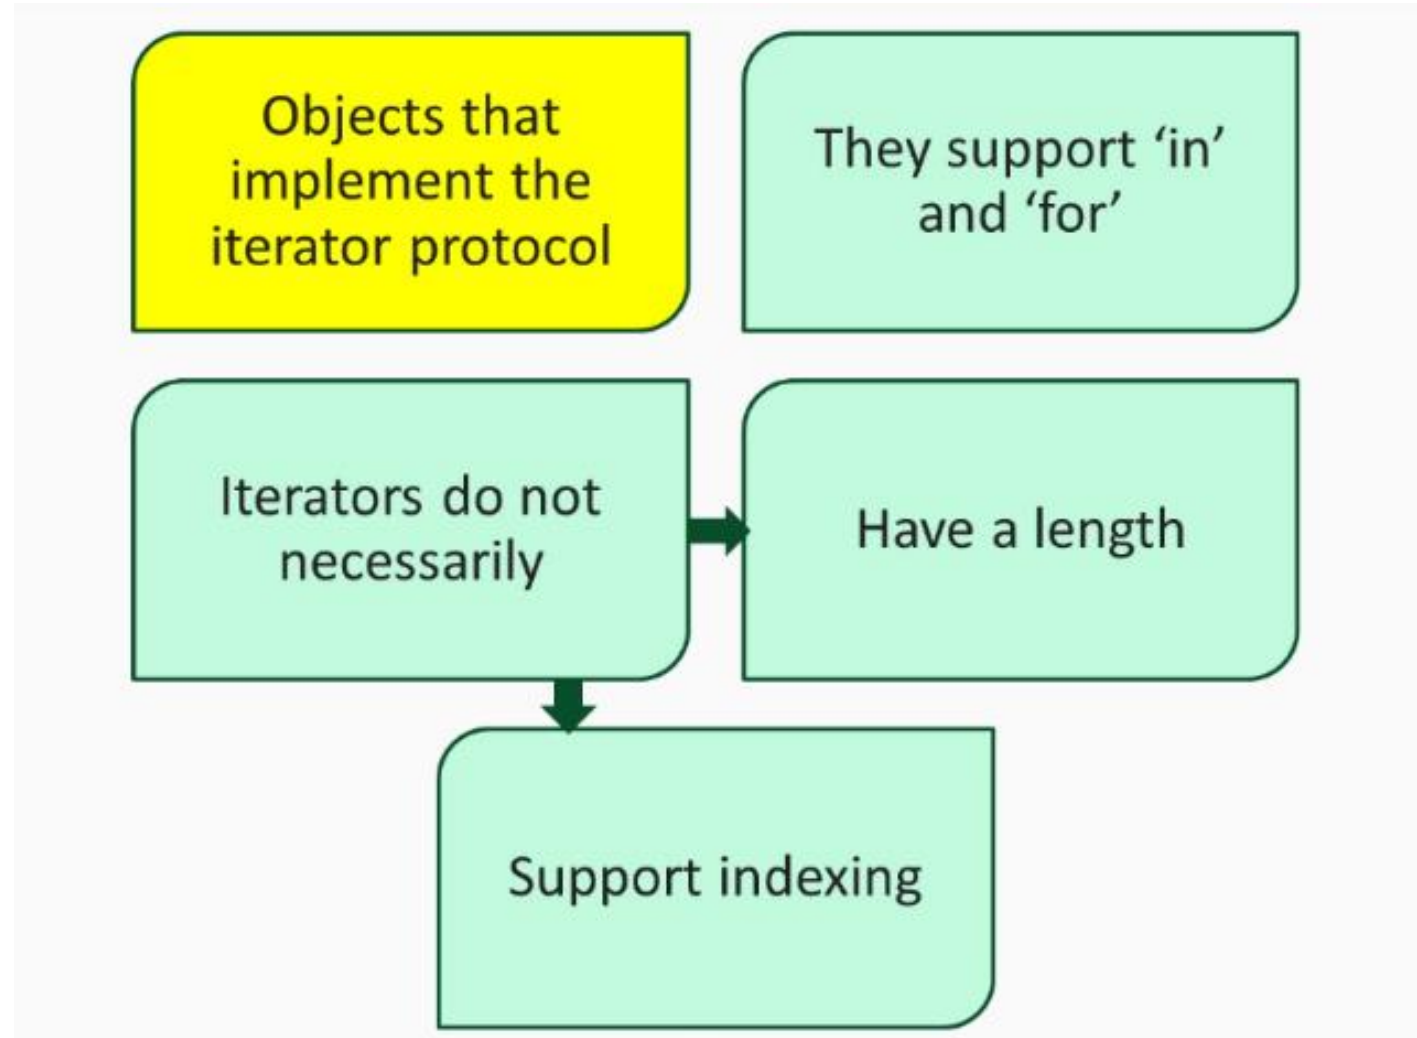 Objects that
implement the
iterator protocol
They support ‘in’
and ‘for’
Iterators do not
necessarily
Have a length
Support indexing